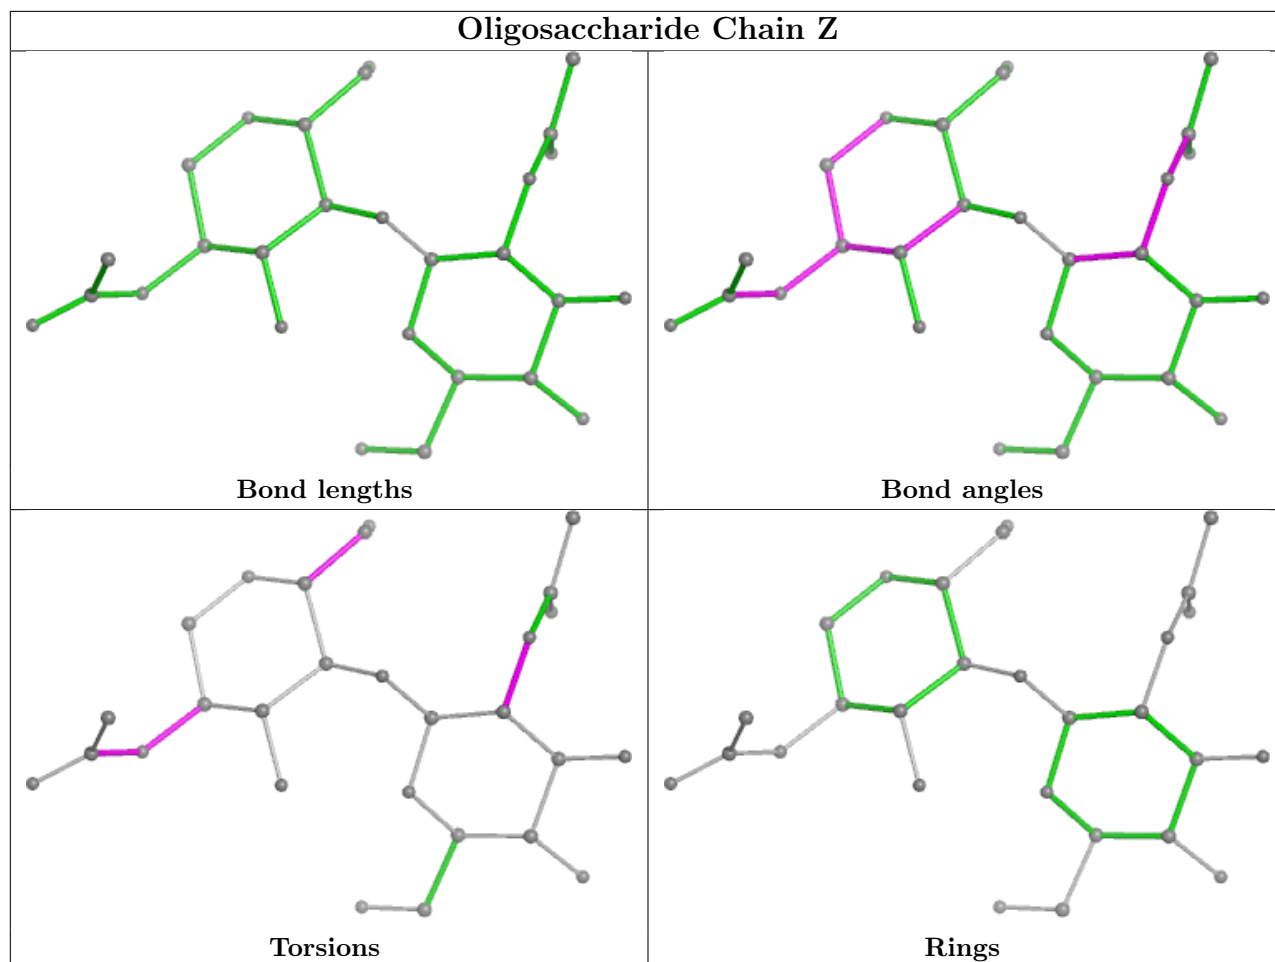 Oligosaccharide Chain Z
Bond lengths
Bond angles
Torsions
Rings